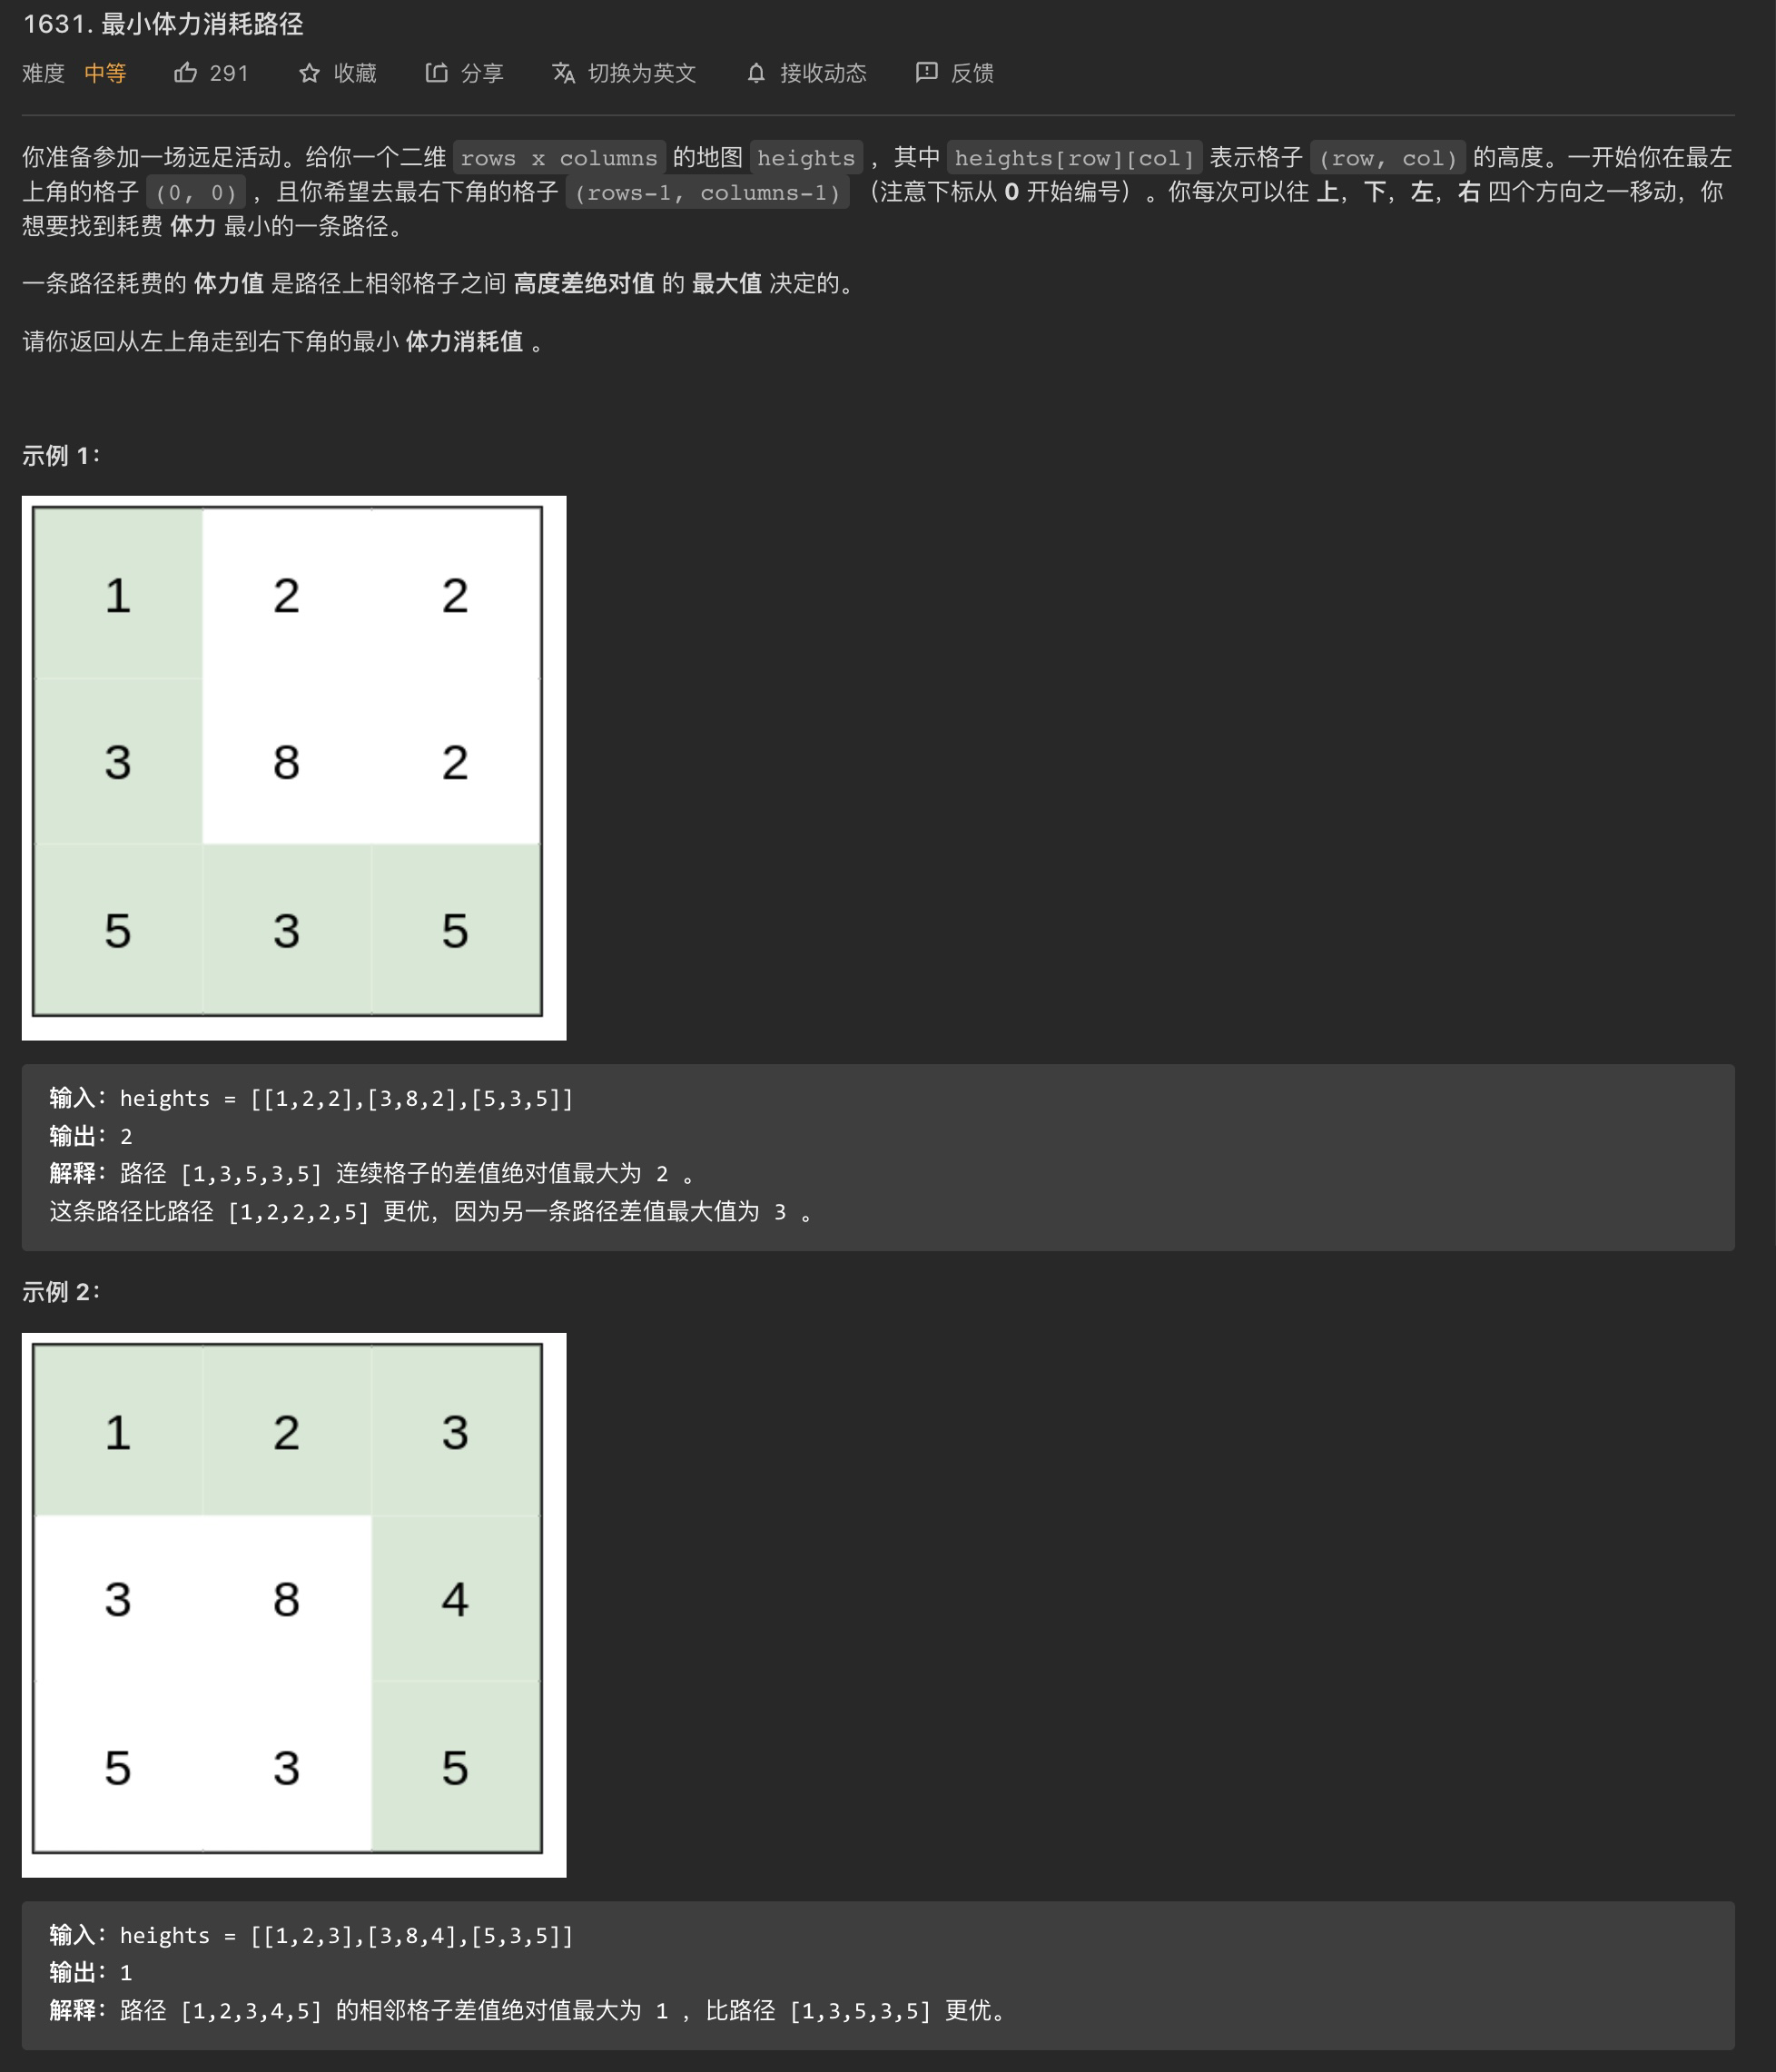 1631. 最小体力消耗路径
难度 中等 291 收藏 分享 切换为英文 接收动态 反馈
你准备参加一场远足活动。给你一个二维 rows x columns 的地图 heights ，其中 heights[row][col] 表示格子 (row, col) 的高度。一开始你在最左
上角的格子 (0, 0) ，且你希望去最右下角的格子 (rows-1, columns-1) （注意下标从 0 开始编号）。你每次可以往 上，下，左，右 四个方向之一移动，你
想要找到耗费 体力 最小的一条路径。
一条路径耗费的 体力值 是路径上相邻格子之间 高度差绝对值 的 最大值 决定的。
请你返回从左上角走到右下角的最小 体力消耗值 。
示例 1：
1 2 2
3 8 2
5 3 5
输入：heights = [[1,2,2],[3,8,2],[5,3,5]]
输出：2
解释：路径 [1,3,5,3,5] 连续格子的差值绝对值最大为 2 。
这条路径比路径 [1,2,2,2,5] 更优，因为另一条路径差值最大值为 3 。
示例 2：
1 2 3
3 8 4
5 3 5
输入：heights = [[1,2,3],[3,8,4],[5,3,5]]
输出：1
解释：路径 [1,2,3,4,5] 的相邻格子差值绝对值最大为 1 ，比路径 [1,3,5,3,5] 更优。